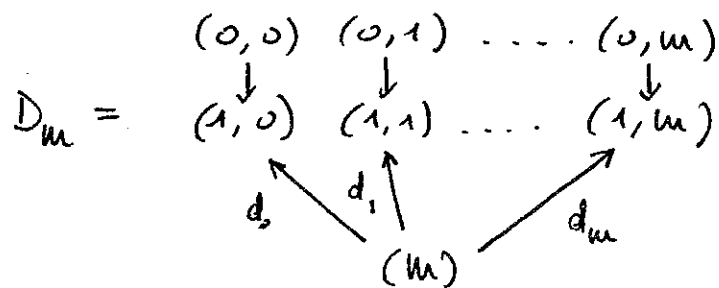 (0,0) (0,1) ..... (0,m)
↓ ↓ ↓
D_m = (1,0) (1,1) ..... (1,m)
d_0 d_1 d_m
(m)